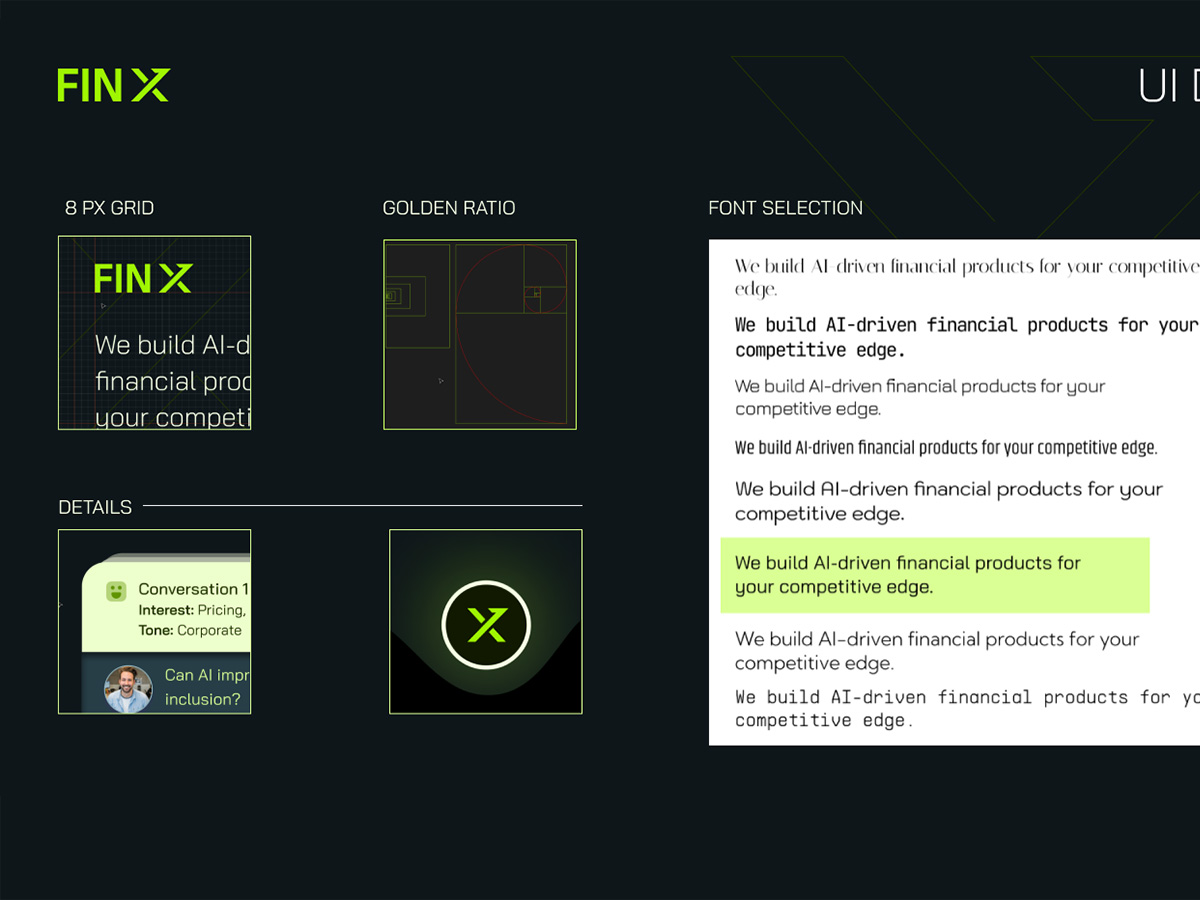 FIN X
UI D
8 PX GRID
GOLDEN RATIO
FONT SELECTION
FIN X
We build AI-d
financial proc
your competi
We build AI-driven financial products for your competitive
edge.
We build AI-driven financial products for your
competitive edge.
We build AI-driven financial products for your
competitive edge.
We build AI-driven financial products for your competitive edge.
We build AI-driven financial products for your
competitive edge.
We build AI-driven financial products for
your competitive edge.
We build AI-driven financial products for your
competitive edge.
We build AI-driven financial products for yo
competitive edge.
DETAILS
Conversation 1
Interest: Pricing,
Tone: Corporate
Can AI impr
inclusion?
X